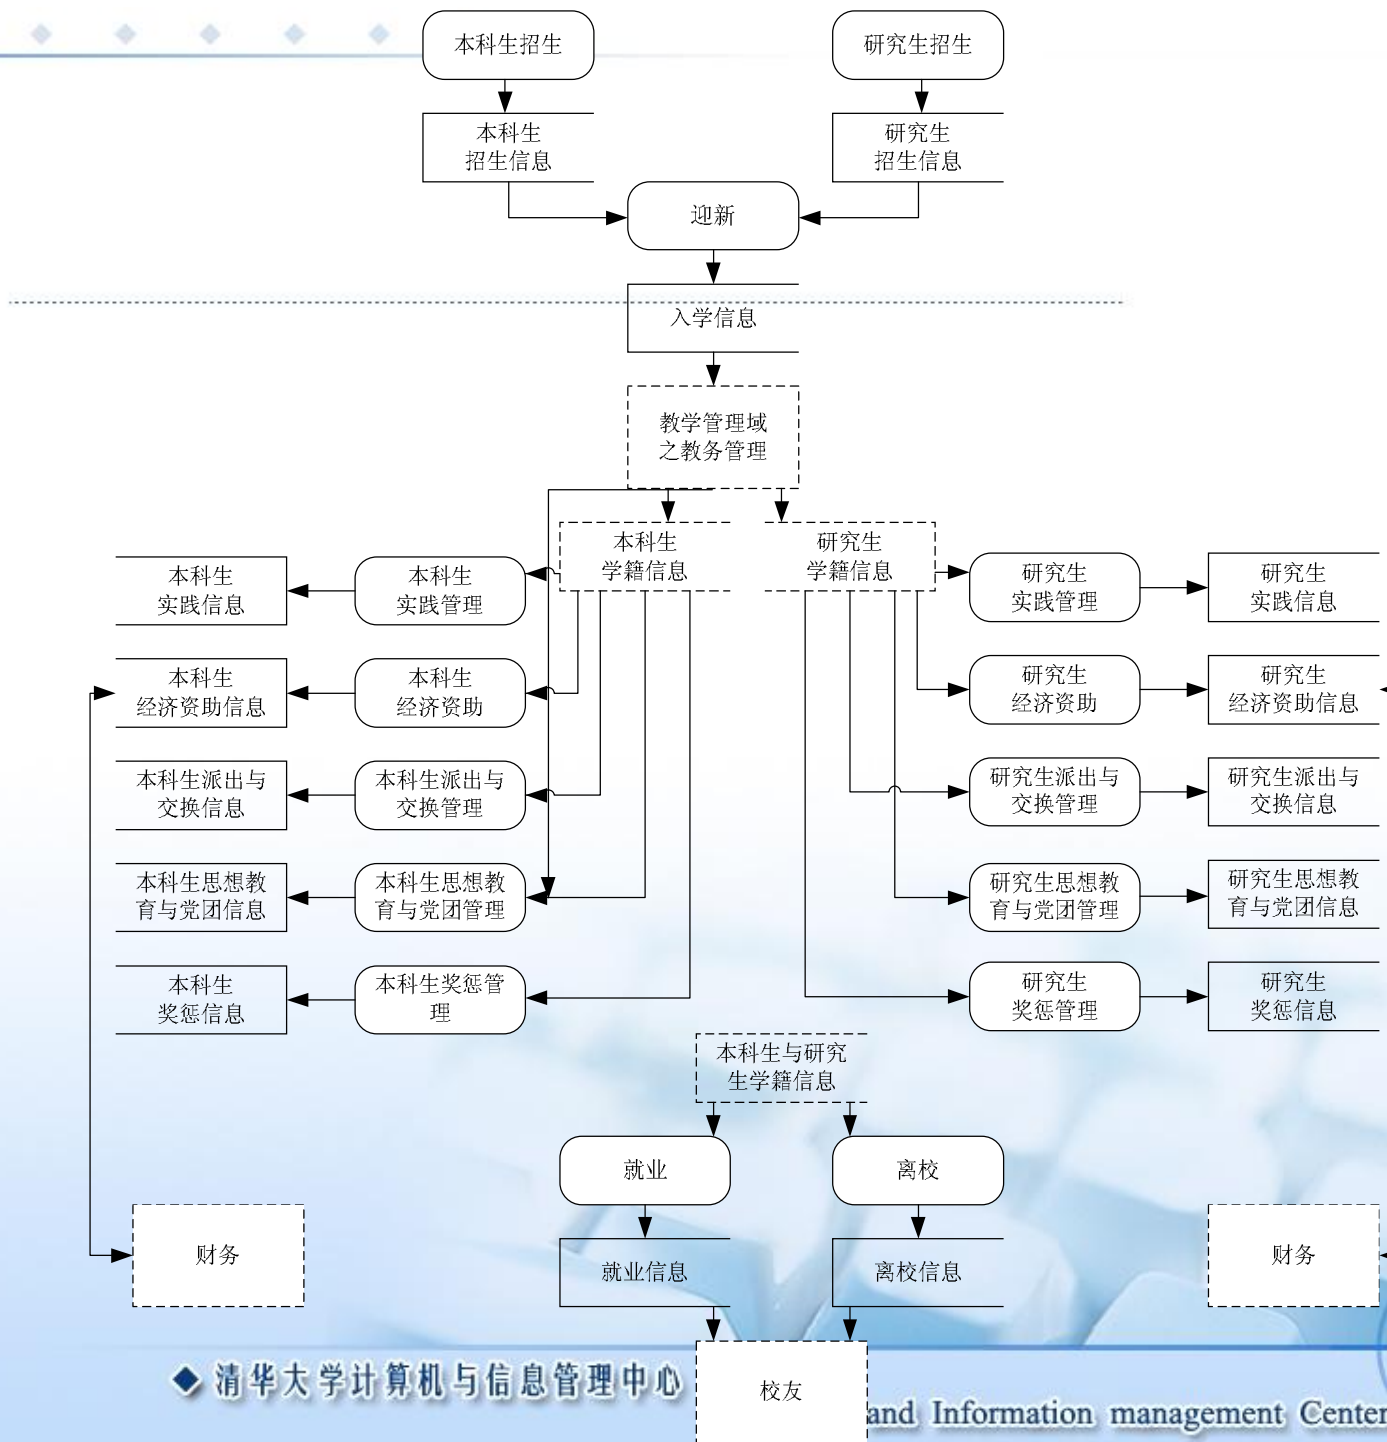 本科生招生
研究生招生
本科生
招生信息
研究生
招生信息
迎新
入学信息
教学管理域
之教务管理
本科生
学籍信息
研究生
学籍信息
本科生
实践信息
本科生
实践管理
研究生
实践管理
研究生
实践信息
本科生
经济资助信息
本科生
经济资助
研究生
经济资助
研究生
经济资助信息
本科生派出与
交换信息
本科生派出与
交换管理
研究生派出与
交换管理
研究生派出与
交换信息
本科生思想教
育与党团信息
本科生思想教
育与党团管理
研究生思想教
育与党团管理
研究生思想教
育与党团信息
本科生
奖惩信息
本科生奖惩管
理
研究生
奖惩管理
研究生
奖惩信息
本科生与研究
生学籍信息
就业
离校
财务
就业信息
离校信息
财务
清华大学计算机与信息管理中心
校友
and Information management Center